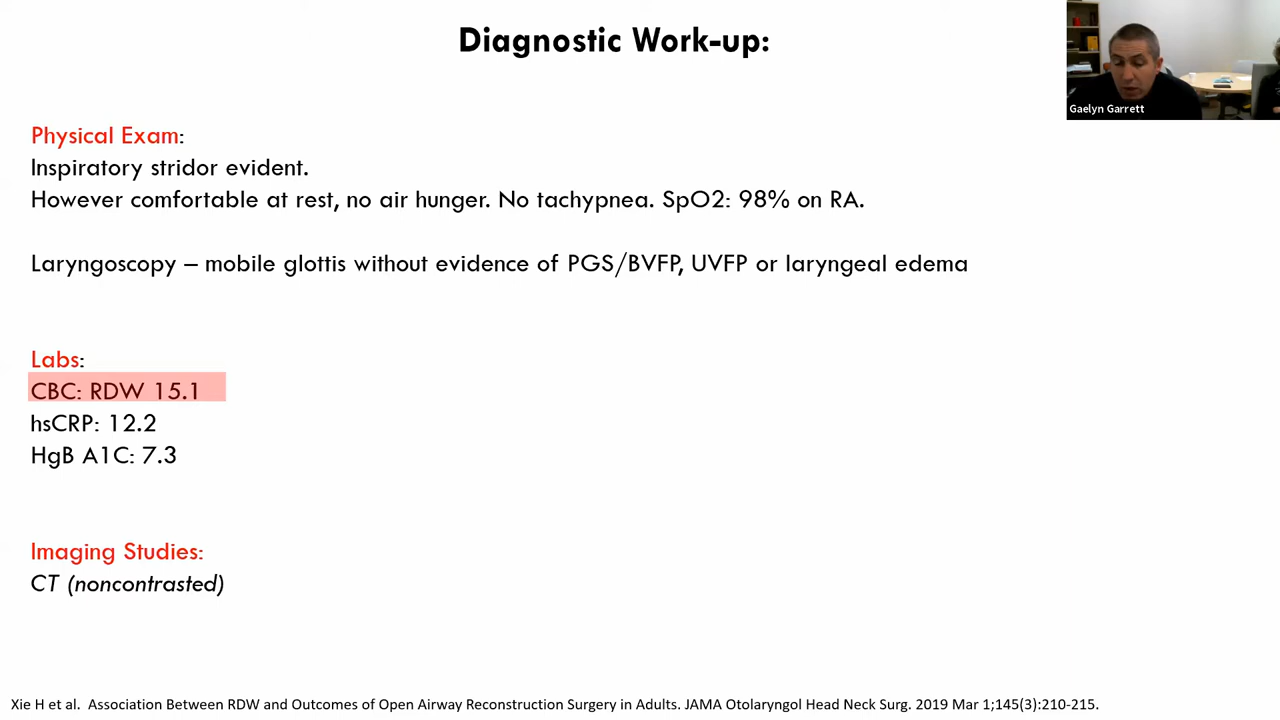 Diagnostic Work-up:
Gaelyn Garrett
Physical Exam:
Inspiratory stridor evident.
However comfortable at rest, no air hunger. No tachypnea. SpO2: 98% on RA.
Laryngoscopy – mobile glottis without evidence of PGS/BVFP, UVFP or laryngeal edema
Labs:
CBC: RDW 15.1
hsCRP: 12.2
HgB A1C: 7.3
Imaging Studies:
CT (noncontrasted)
Xie H et al. Association Between RDW and Outcomes of Open Airway Reconstruction Surgery in Adults. JAMA Otolaryngol Head Neck Surg. 2019 Mar 1;145(3):210-215.